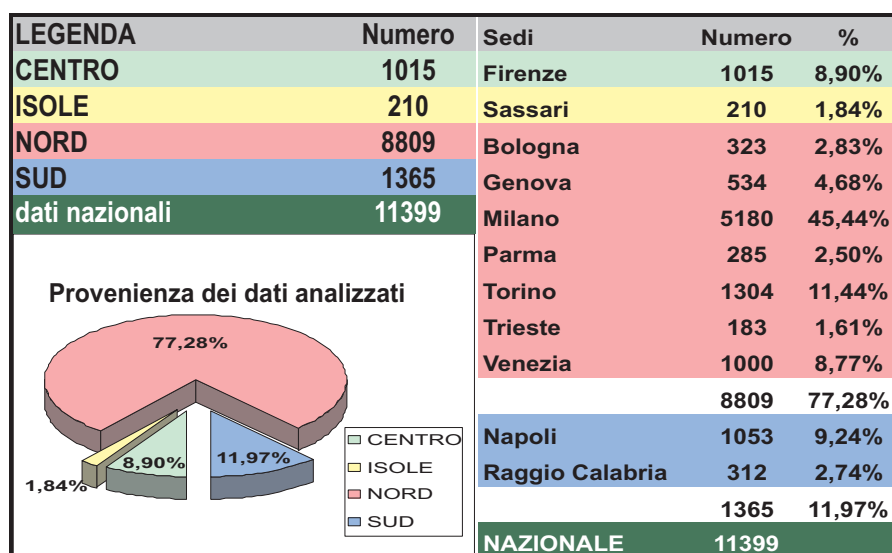 LEGENDA Numero
CENTRO 1015
ISOLE 210
NORD 8809
SUD 1365
dati nazionali 11399
Provenienza dei dati analizzati
77,28%
8,90%
11,97%
1,84%
CENTRO
ISOLE
NORD
SUD
Sedi Numero %
Firenze 1015 8,90%
Sassari 210 1,84%
Bologna 323 2,83%
Genova 534 4,68%
Milano 5180 45,44%
Parma 285 2,50%
Torino 1304 11,44%
Trieste 183 1,61%
Venezia 1000 8,77%
8809 77,28%
Napoli 1053 9,24%
Raggio Calabria 312 2,74%
1365 11,97%
NAZIONALE 11399